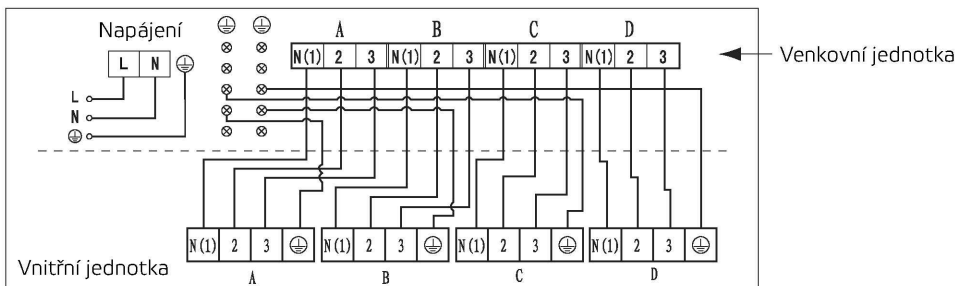 Napájení
A B C D
L N
N(1) 2 3 N(1) 2 3 N(1) 2 3 N(1) 2 3
Venkovní jednotka
L
N
N(1) 2 3 N(1) 2 3 N(1) 2 3 N(1) 2 3
Vnitřní jednotka
A B C D